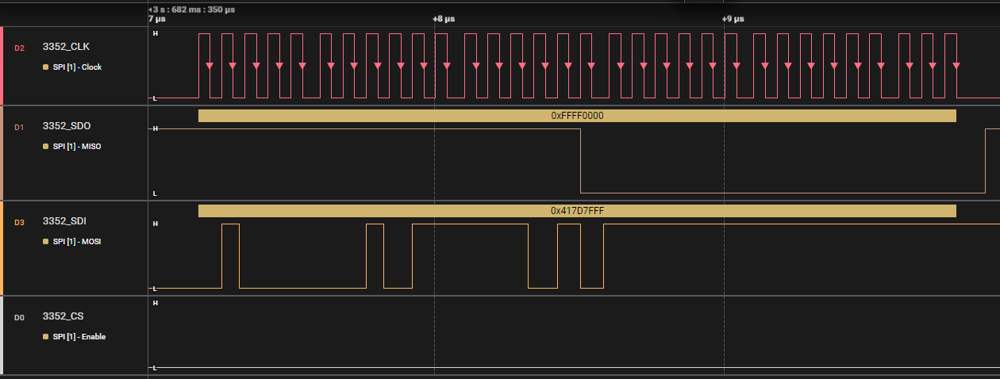 3 s : 682 ms : 350 µs
7 µs
+8 µs
+9 µs
D2
3352_CLK
SPI [1] - Clock
H
L
D1
3352_SDO
SPI [1] - MISO
0xFFFF0000
H
L
D3
3352_SDI
SPI [1] - MOSI
0x417D7FFF
H
L
D0
3352_CS
SPI [1] - Enable
H
L